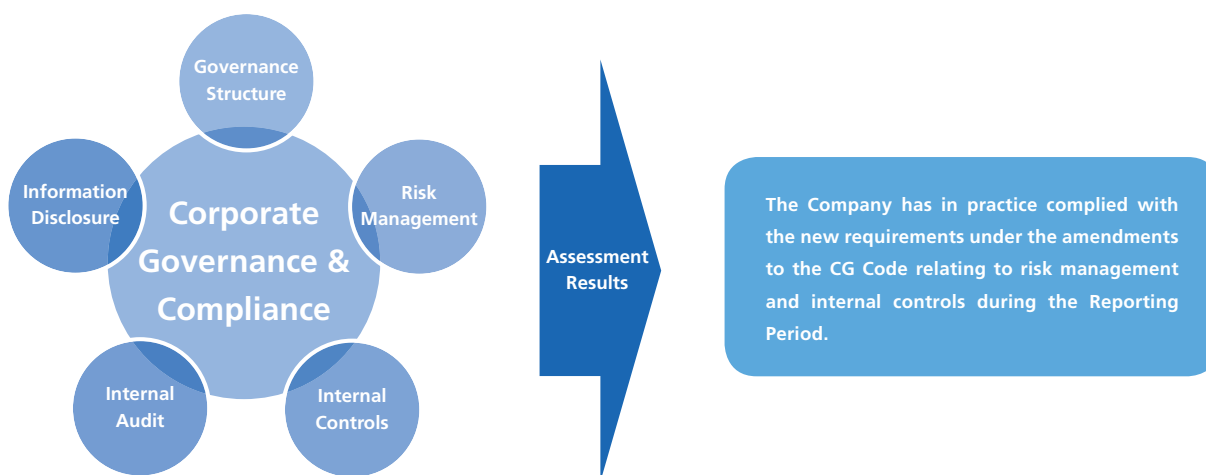 Governance
Structure
Information
Disclosure
Risk
Management
Corporate
Governance &
Compliance
Internal
Audit
Internal
Controls
Assessment
Results
The Company has in practice complied with
the new requirements under the amendments
to the CG Code relating to risk management
and internal controls during the Reporting
Period.